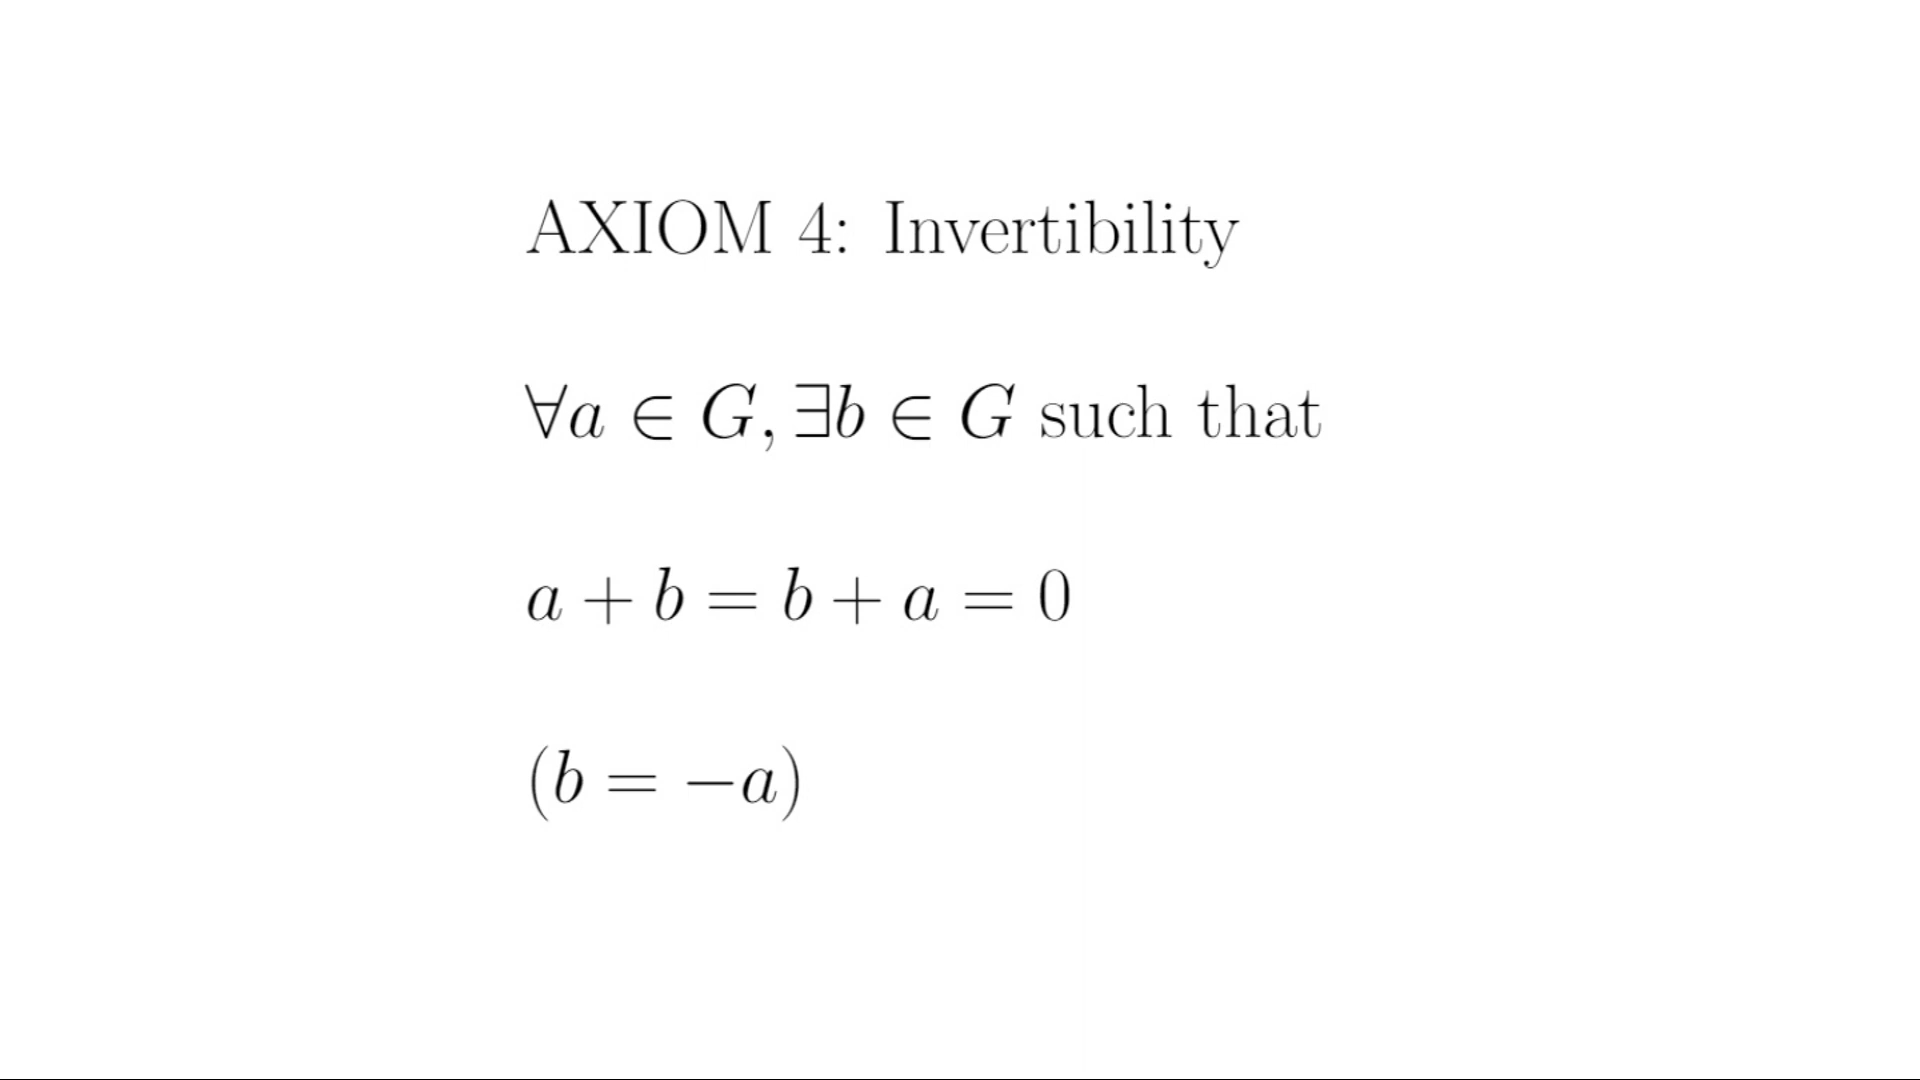 AXIOM 4: Invertibility
∀a ∈ G, ∃b ∈ G such that
a + b = b + a = 0
(b = −a)